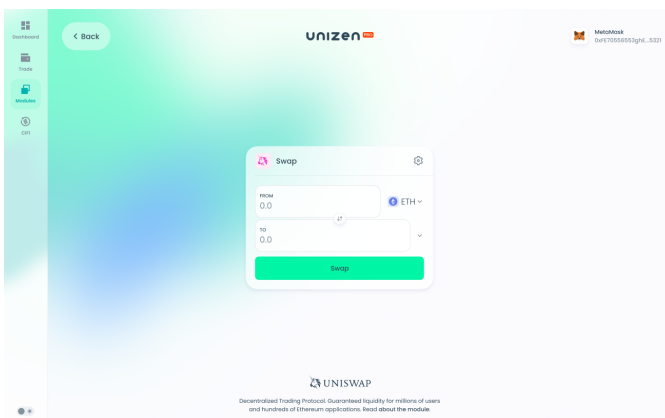 Dashboard
Trade
Modules
< Back
unizen PRO
MetaMask
Swap
FROM
0.0
ETH
TO
0.0
Swap
UNISWAP
Decentralized Trading Protocol. Guaranteed liquidity for millions of users
and hundreds of Ethereum applications. Read about the module.